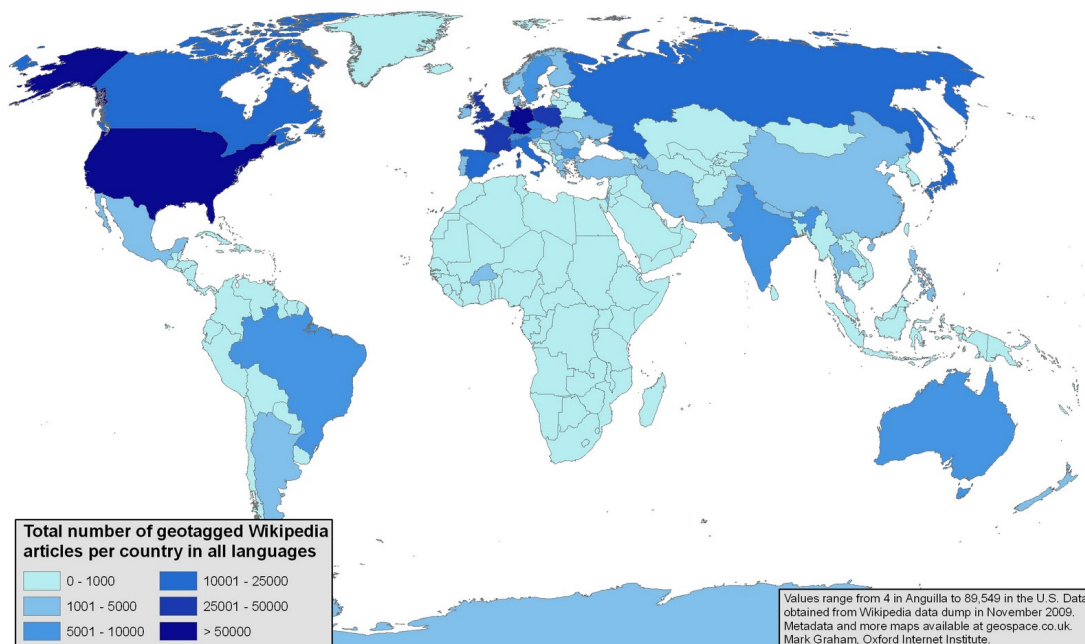 Total number of geotagged Wikipedia
articles per country in all languages
0 - 1000
10001 - 25000
1001 - 5000
25001 - 50000
5001 - 10000
> 50000
Values range from 4 in Anguilla to 89,549 in the U.S. Data
obtained from Wikipedia data dump in November 2009.
Metadata and more maps available at geospace.co.uk.
Mark Graham, Oxford Internet Institute.